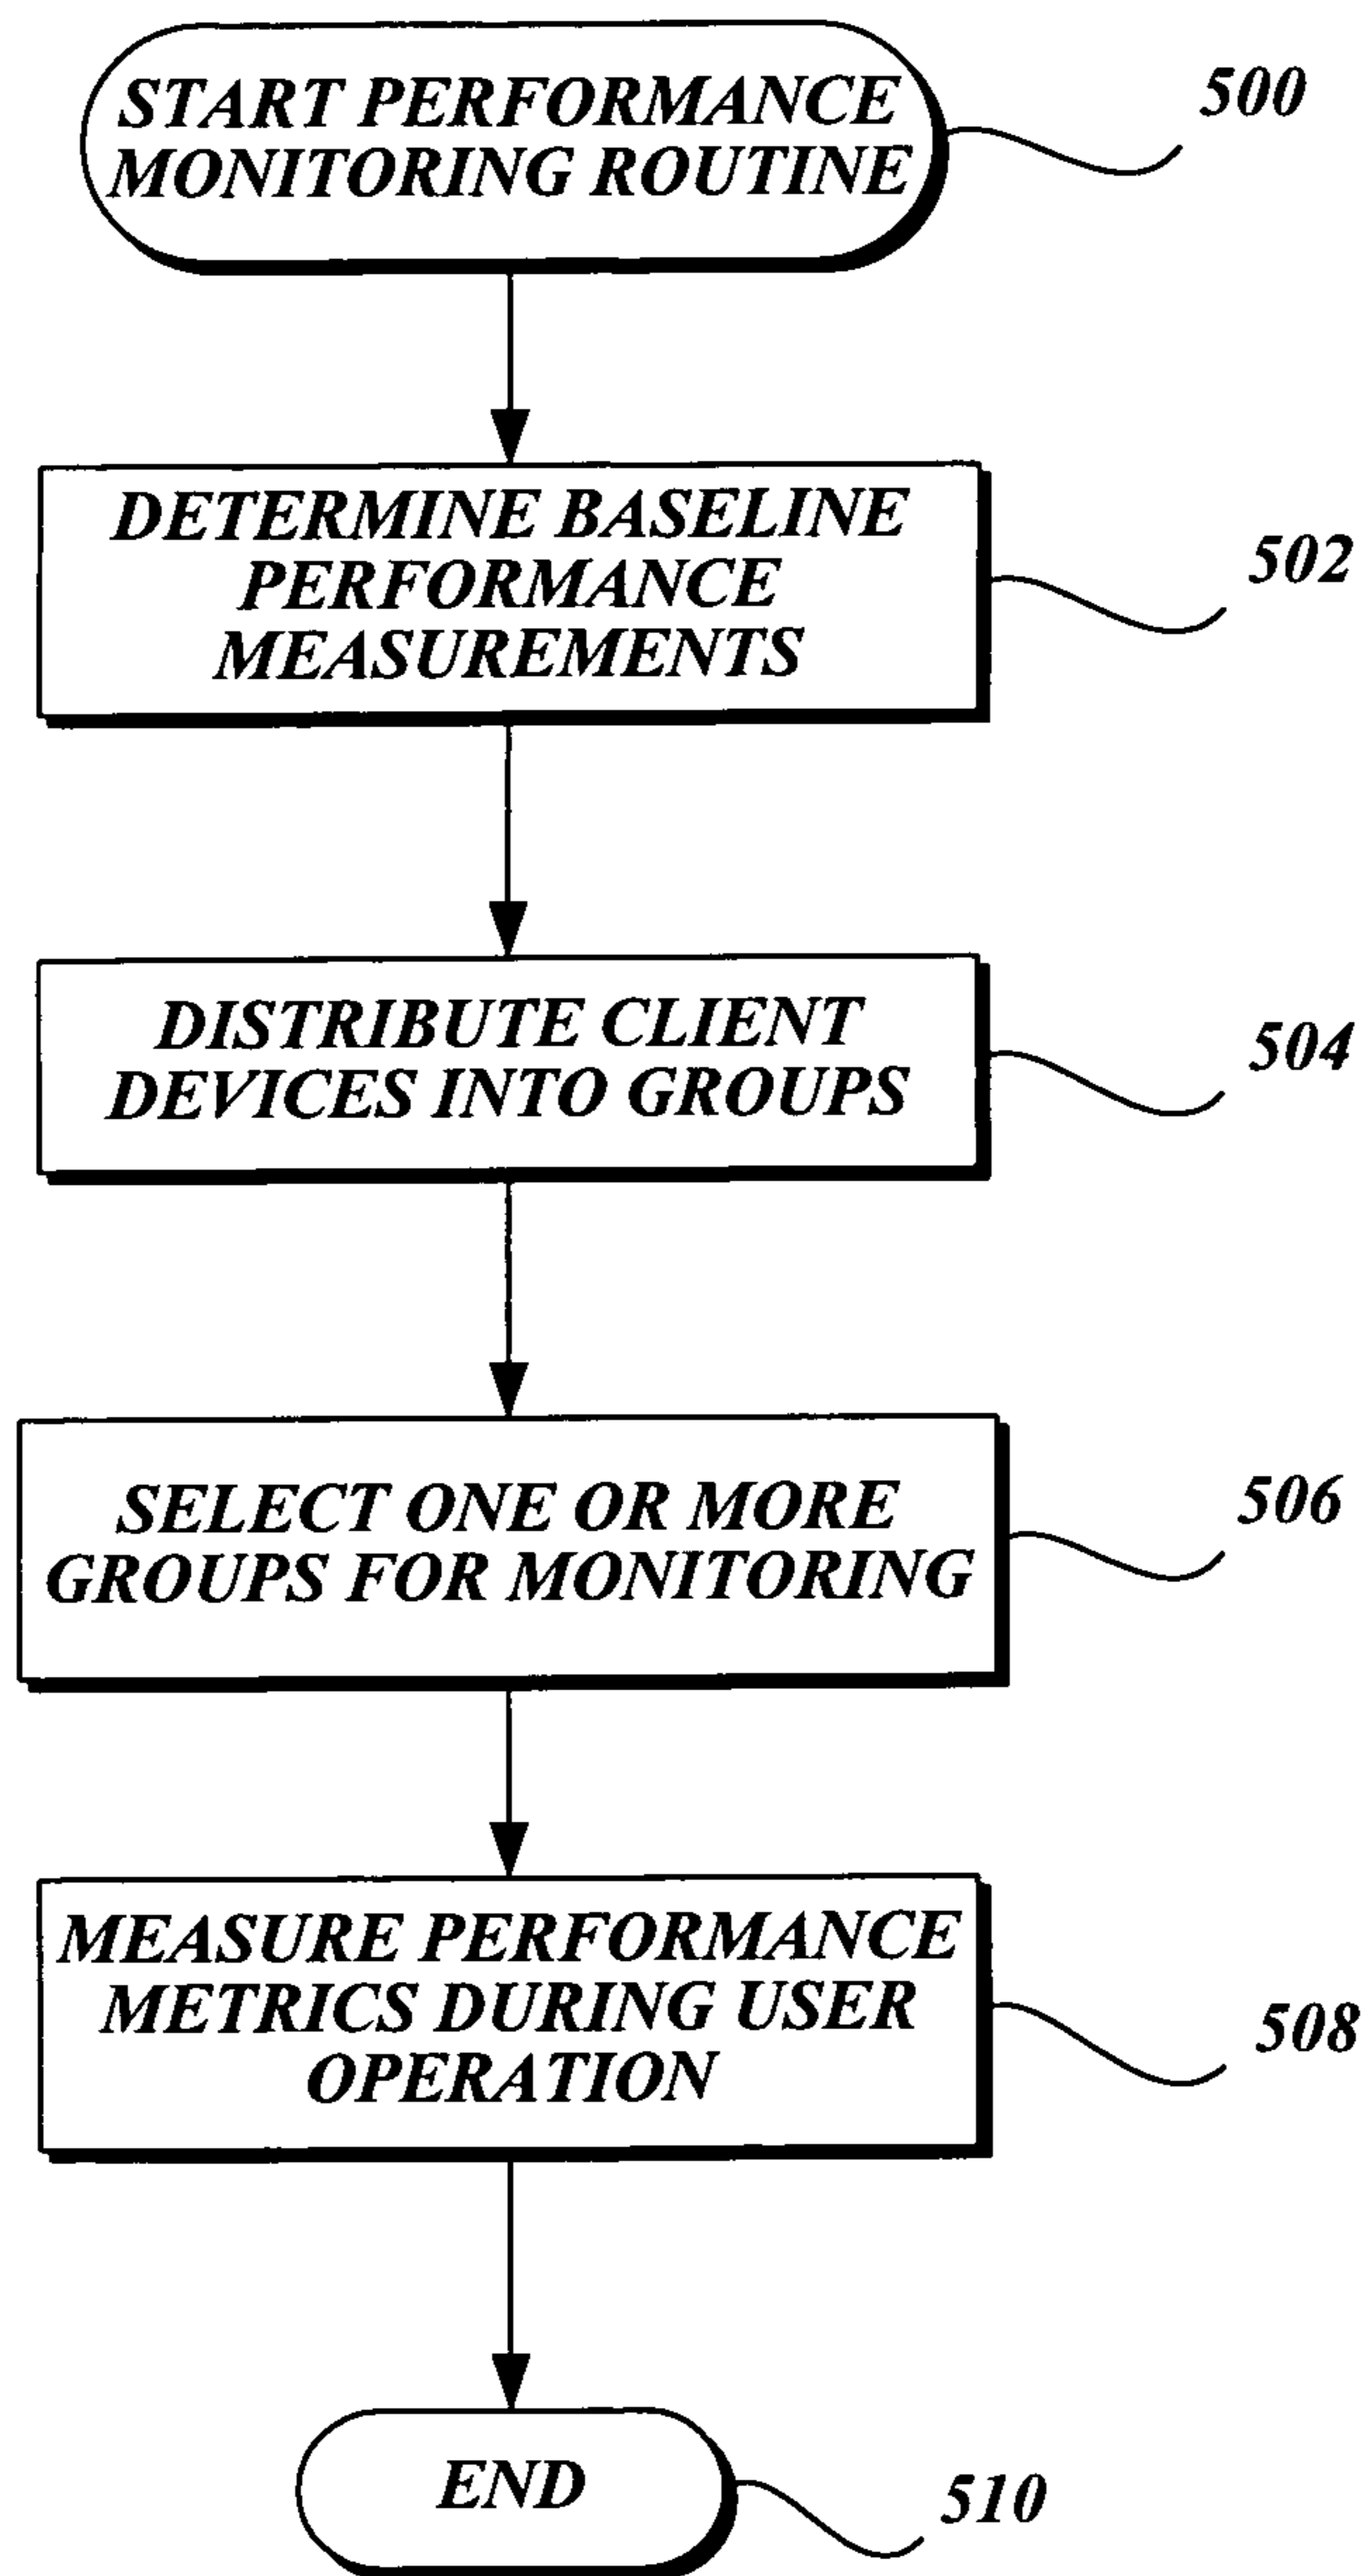 START PERFORMANCE
MONITORING ROUTINE
500
DETERMINE BASELINE
PERFORMANCE
MEASUREMENTS
502
DISTRIBUTE CLIENT
DEVICES INTO GROUPS
504
SELECT ONE OR MORE
GROUPS FOR MONITORING
506
MEASURE PERFORMANCE
METRICS DURING USER
OPERATION
508
END
510